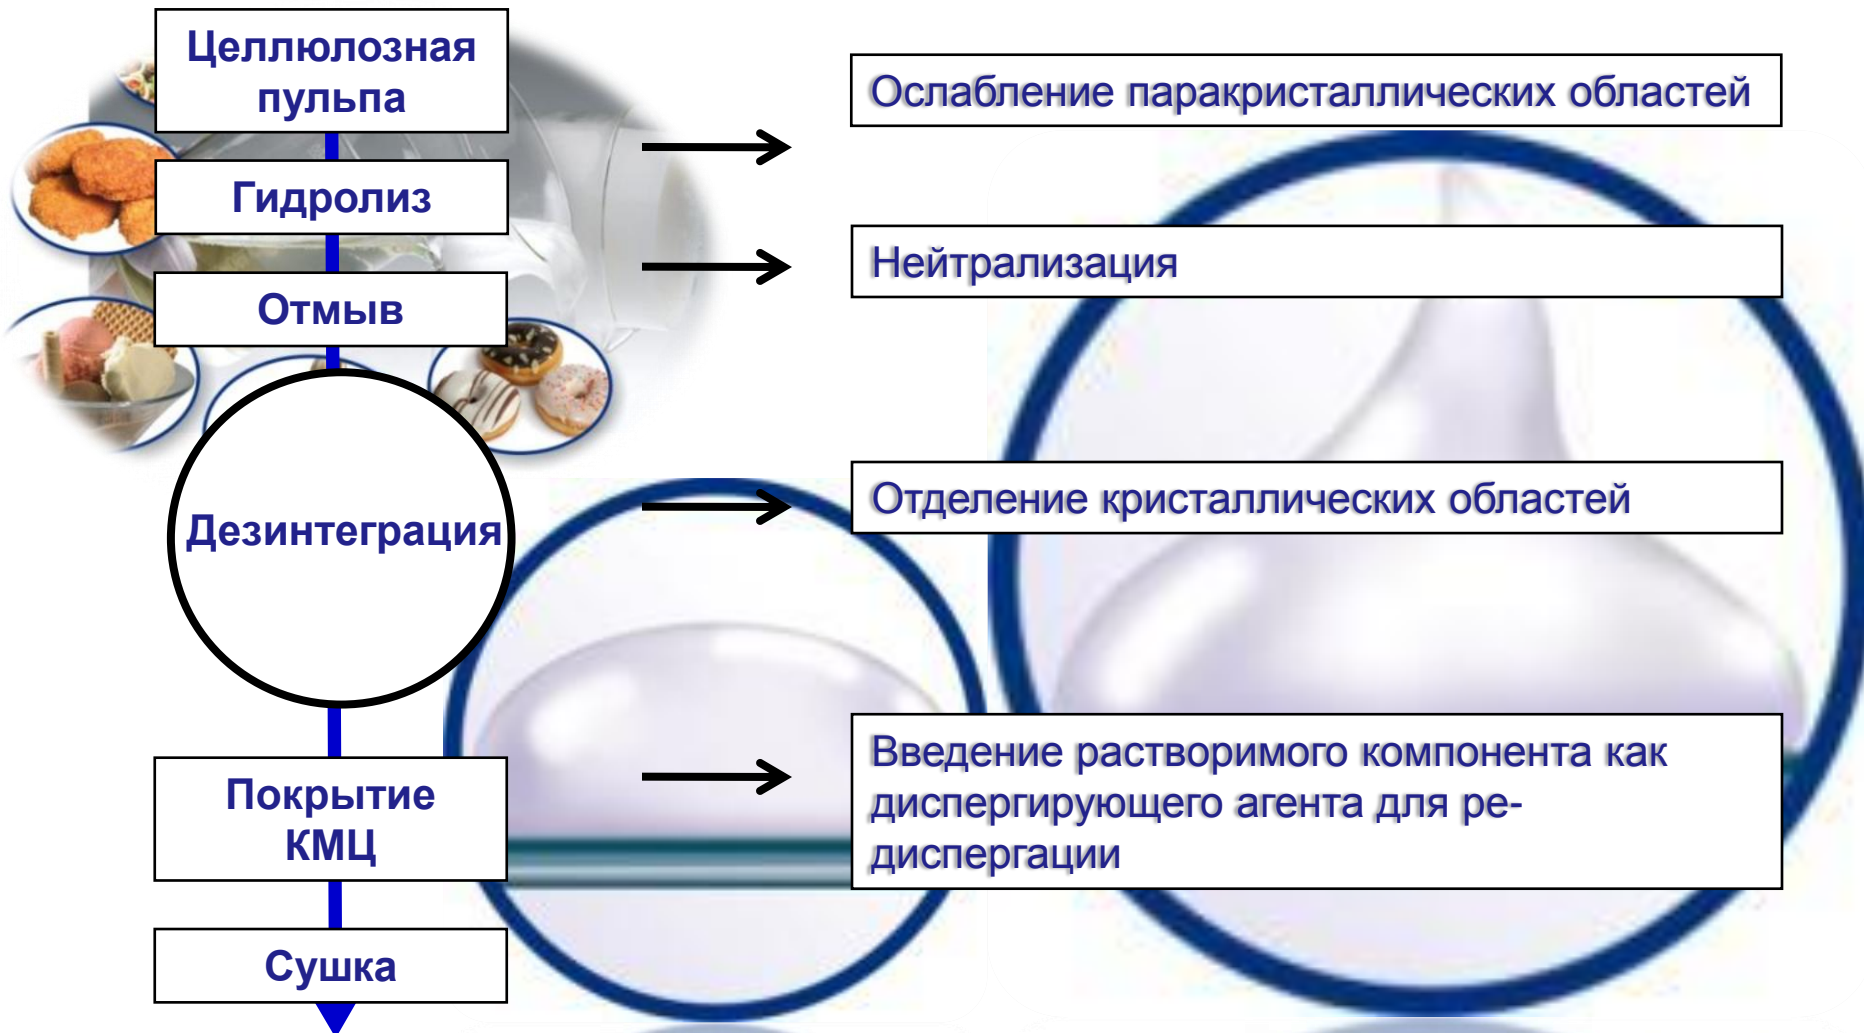 Целлюлозная
пульпа
Ослабление паракристаллических областей
Гидролиз
Нейтрализация
Отмыв
Отделение кристаллических областей
Дезинтеграция
Покрытие
КМЦ
Введение растворимого компонента как
диспергирующего агента для ре-
диспергации
Сушка